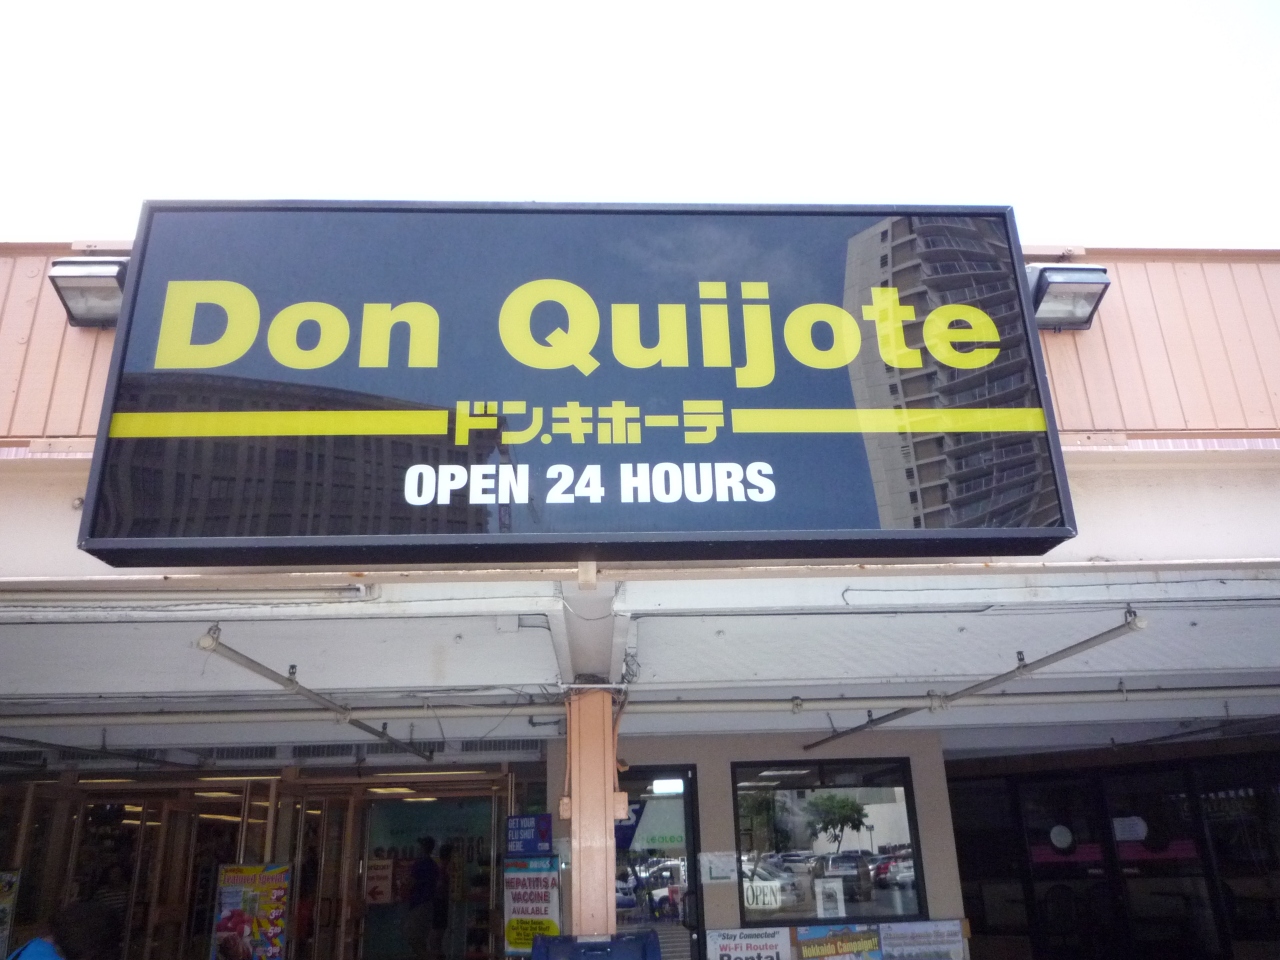 Don Quijote
ドン.キホーテ
OPEN 24 HOURS
GET YOUR
FLU SHOT
HERE
HEPATITIS A
VACCINE
AVAILABLE
OPEN
"Stay Connected"
Wi-Fi Router
Rental
Hokkaido Campaign!!